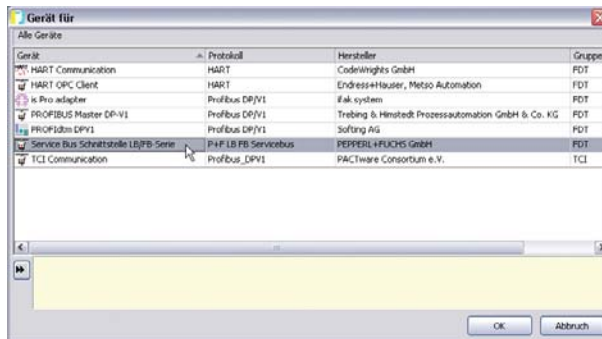 Gerät für
Alle Geräte
Gerät Protokoll Hersteller Gruppe
HART Communication HART CodeWrights GmbH FDT
HART OPC Client HART Endress+Hauser, Metso Automation FDT
is Pro adapter Profibus DP/V1 ifak system FDT
PROFIBUS Master DP-V1 Profibus DP/V1 Trebing & Himstedt Prozessautomation GmbH & Co. KG FDT
PROFIdtm DPV1 Profibus DP/V1 Softing AG FDT
Service Bus Schnittstelle LB/FB-Serie P+F LB FB Servicebus PEPPERL+FUCHS GmbH FDT
TCI Communication Profibus_DPV1 PACTware Consortium e.V. TCI
OK Abbruch